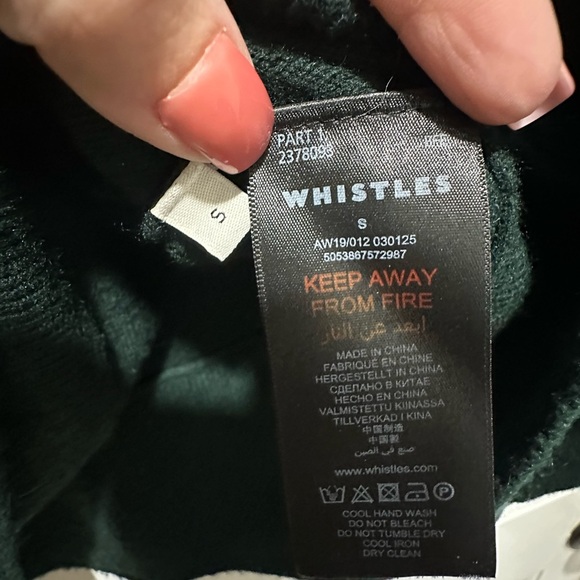 PART 1
2378093
WHISTLES
S
S
AW19/012 030125
5053867572987
KEEP AWAY
FROM FIRE
إبعد عن النار
MADE IN CHINA
FABRIQUÉ EN CHINE
HERGESTELLT IN CHINA
СДЕЛАНО В КИТАЕ
HECHO EN CHINA
VALMISTETTU KIINASSA
TILLVERKAD I KINA
中国制造
中國製
صنع في الصين
www.whistles.com
COOL HAND WASH
DO NOT BLEACH
DO NOT TUMBLE DRY
COOL IRON
DRY CLEAN